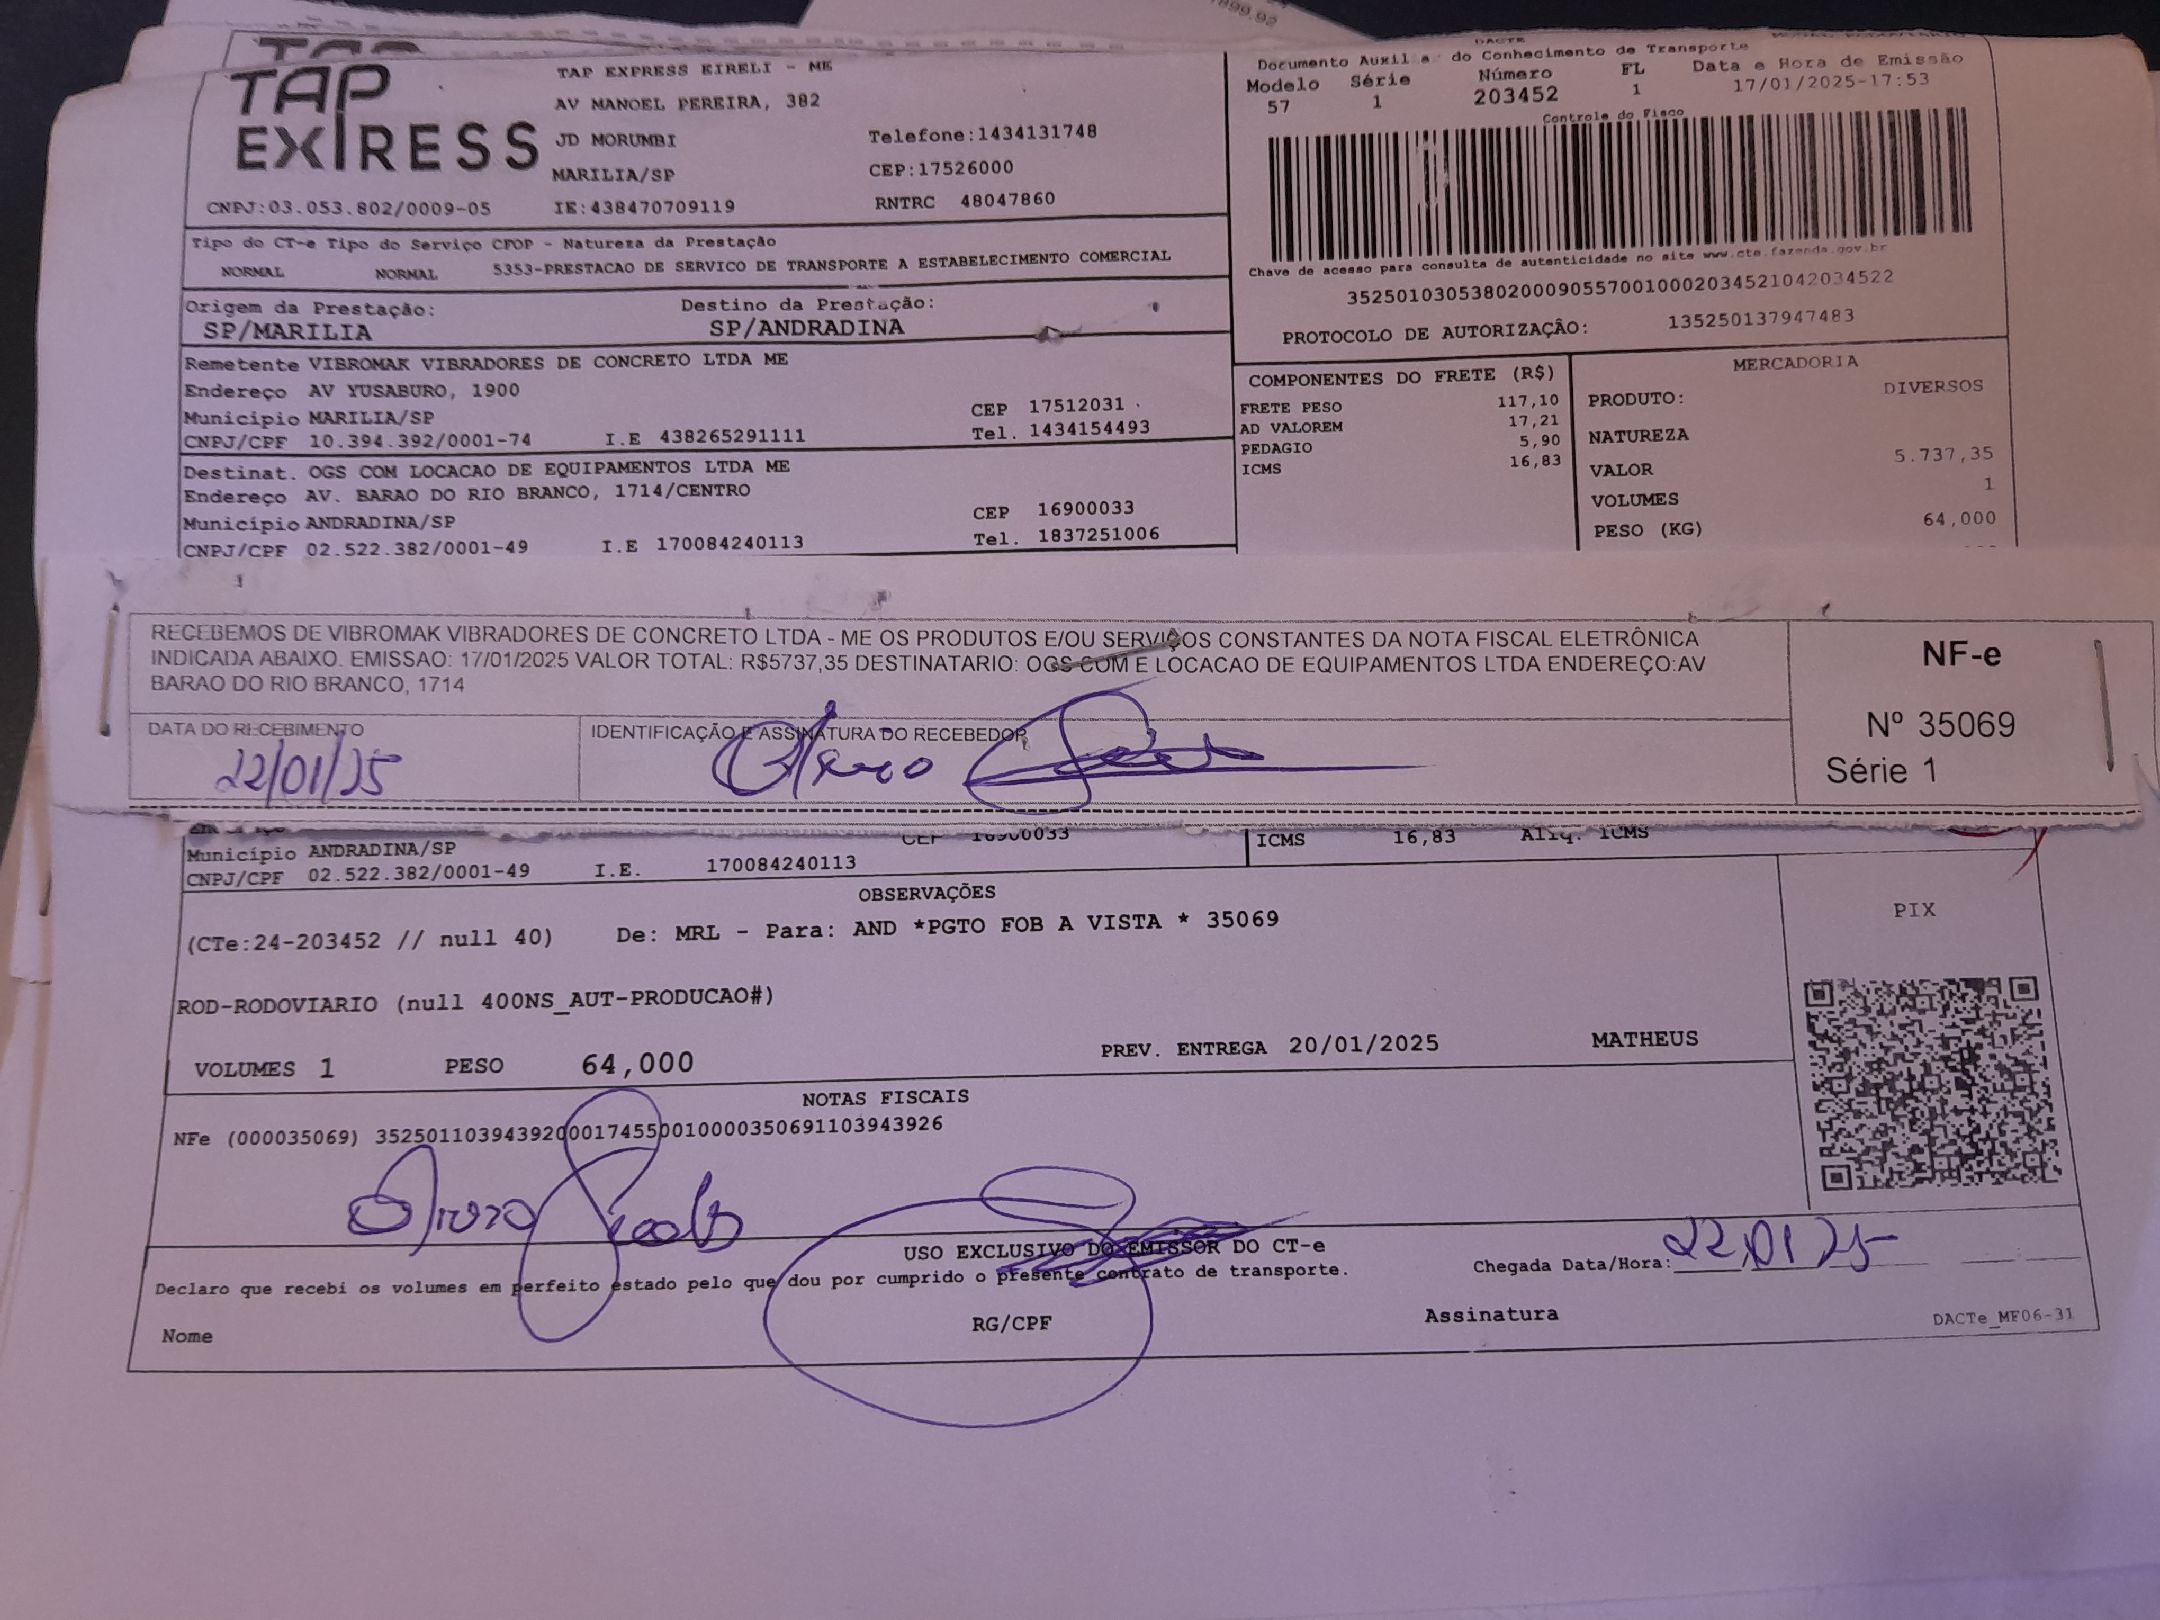 899.92
TAP
EXPRESS
TAP EXPRESS EIRELI - ME
AV MANOEL PEREIRA, 382
JD MORUMBI Telefone:1434131748
MARILIA/SP CEP:17526000
CNPJ:03.053.802/0009-05 IE:438470709119 RNTRC 48047860
DACTE
Documento Auxil a do Conhecimento de Transporte
Modelo Série Número FL Data e Hora de Emissão
57 1 203452 1 17/01/2025-17:53
Controle do Fisco
Chave de acesso para consulta de autenticidade no site www.cte.fazenda.gov.br
35250103053802000905570010002034521042034522
PROTOCOLO DE AUTORIZAÇÃO: 135250137947483
Tipo do CT-e Tipo do Serviço CFOP - Natureza da Prestação
NORMAL NORMAL 5353-PRESTACAO DE SERVICO DE TRANSPORTE A ESTABELECIMENTO COMERCIAL
Origem da Prestação: Destino da Prestação:
SP/MARILIA SP/ANDRADINA
Remetente VIBROMAK VIBRADORES DE CONCRETO LTDA ME
Endereço AV YUSABURO, 1900
Município MARILIA/SP CEP 17512031
CNPJ/CPF 10.394.392/0001-74 I.E 438265291111 Tel. 1434154493
Destinat. OGS COM LOCACAO DE EQUIPAMENTOS LTDA ME
Endereço AV. BARAO DO RIO BRANCO, 1714/CENTRO
Município ANDRADINA/SP CEP 16900033
CNPJ/CPF 02.522.382/0001-49 I.E 170084240113 Tel. 1837251006
COMPONENTES DO FRETE (R$)
FRETE PESO 117,10
AD VALOREM 17,21
PEDAGIO 5,90
ICMS 16,83
MERCADORIA
PRODUTO: DIVERSOS
NATUREZA
VALOR 5.737,35
VOLUMES 1
PESO (KG) 64,000
RECEBEMOS DE VIBROMAK VIBRADORES DE CONCRETO LTDA - ME OS PRODUTOS E/OU SERVIÇOS CONSTANTES DA NOTA FISCAL ELETRÔNICA
INDICADA ABAIXO. EMISSAO: 17/01/2025 VALOR TOTAL: R$5737,35 DESTINATARIO: OGS COM E LOCACAO DE EQUIPAMENTOS LTDA ENDEREÇO:AV
BARAO DO RIO BRANCO, 1714
DATA DO RECEBIMENTO IDENTIFICAÇÃO E ASSINATURA DO RECEBEDOR
22/01/25
NF-e
Nº 35069
Série 1
CEP 16900033
Município ANDRADINA/SP
CNPJ/CPF 02.522.382/0001-49 I.E. 170084240113
ICMS 16,83 Aliq. ICMS
OBSERVAÇÕES
(CTe:24-203452 // null 40) De: MRL - Para: AND *PGTO FOB A VISTA * 35069
ROD-RODOVIARIO (null 400NS_AUT-PRODUCAO#)
VOLUMES 1 PESO 64,000 PREV. ENTREGA 20/01/2025 MATHEUS
PIX
NOTAS FISCAIS
NFe (000035069) 35250110394392000174550010000350691103943926
USO EXCLUSIVO DO EMISSOR DO CT-e
Declaro que recebi os volumes em perfeito estado pelo que dou por cumprido o presente contrato de transporte.
Chegada Data/Hora: 22/01/25
Nome RG/CPF Assinatura
DACTe_MF06-31